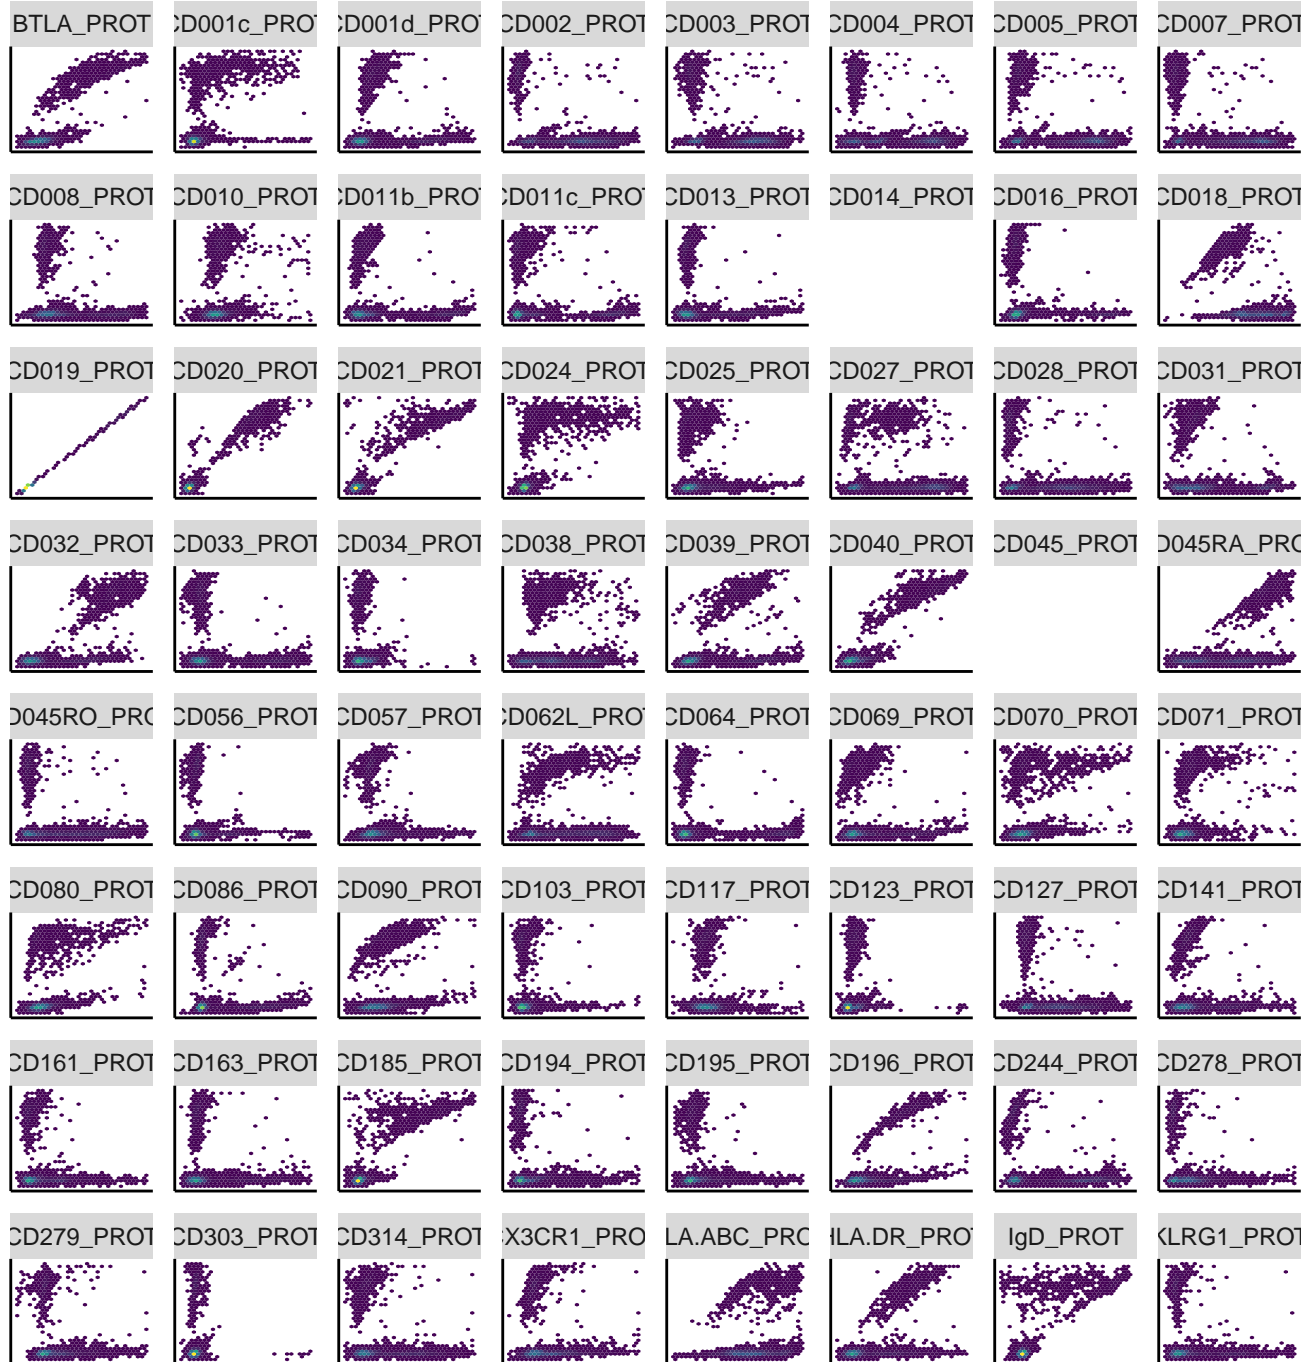 BTLA_PROT CD001c_PROT CD001d_PROT CD002_PROT CD003_PROT CD004_PROT CD005_PROT CD007_PROT
CD008_PROT CD010_PROT CD011b_PROT CD011c_PROT CD013_PROT CD014_PROT CD016_PROT CD018_PROT
CD019_PROT CD020_PROT CD021_PROT CD024_PROT CD025_PROT CD027_PROT CD028_PROT CD031_PROT
CD032_PROT CD033_PROT CD034_PROT CD038_PROT CD039_PROT CD040_PROT CD045_PROT D045RA_PRO
D045RO_PRO CD056_PROT CD057_PROT CD062L_PROT CD064_PROT CD069_PROT CD070_PROT CD071_PROT
CD080_PROT CD086_PROT CD090_PROT CD103_PROT CD117_PROT CD123_PROT CD127_PROT CD141_PROT
CD161_PROT CD163_PROT CD185_PROT CD194_PROT CD195_PROT CD196_PROT CD244_PROT CD278_PROT
CD279_PROT CD303_PROT CD314_PROT CX3CR1_PRO LA.ABC_PRO HLA.DR_PROT IgD_PROT KLRG1_PROT